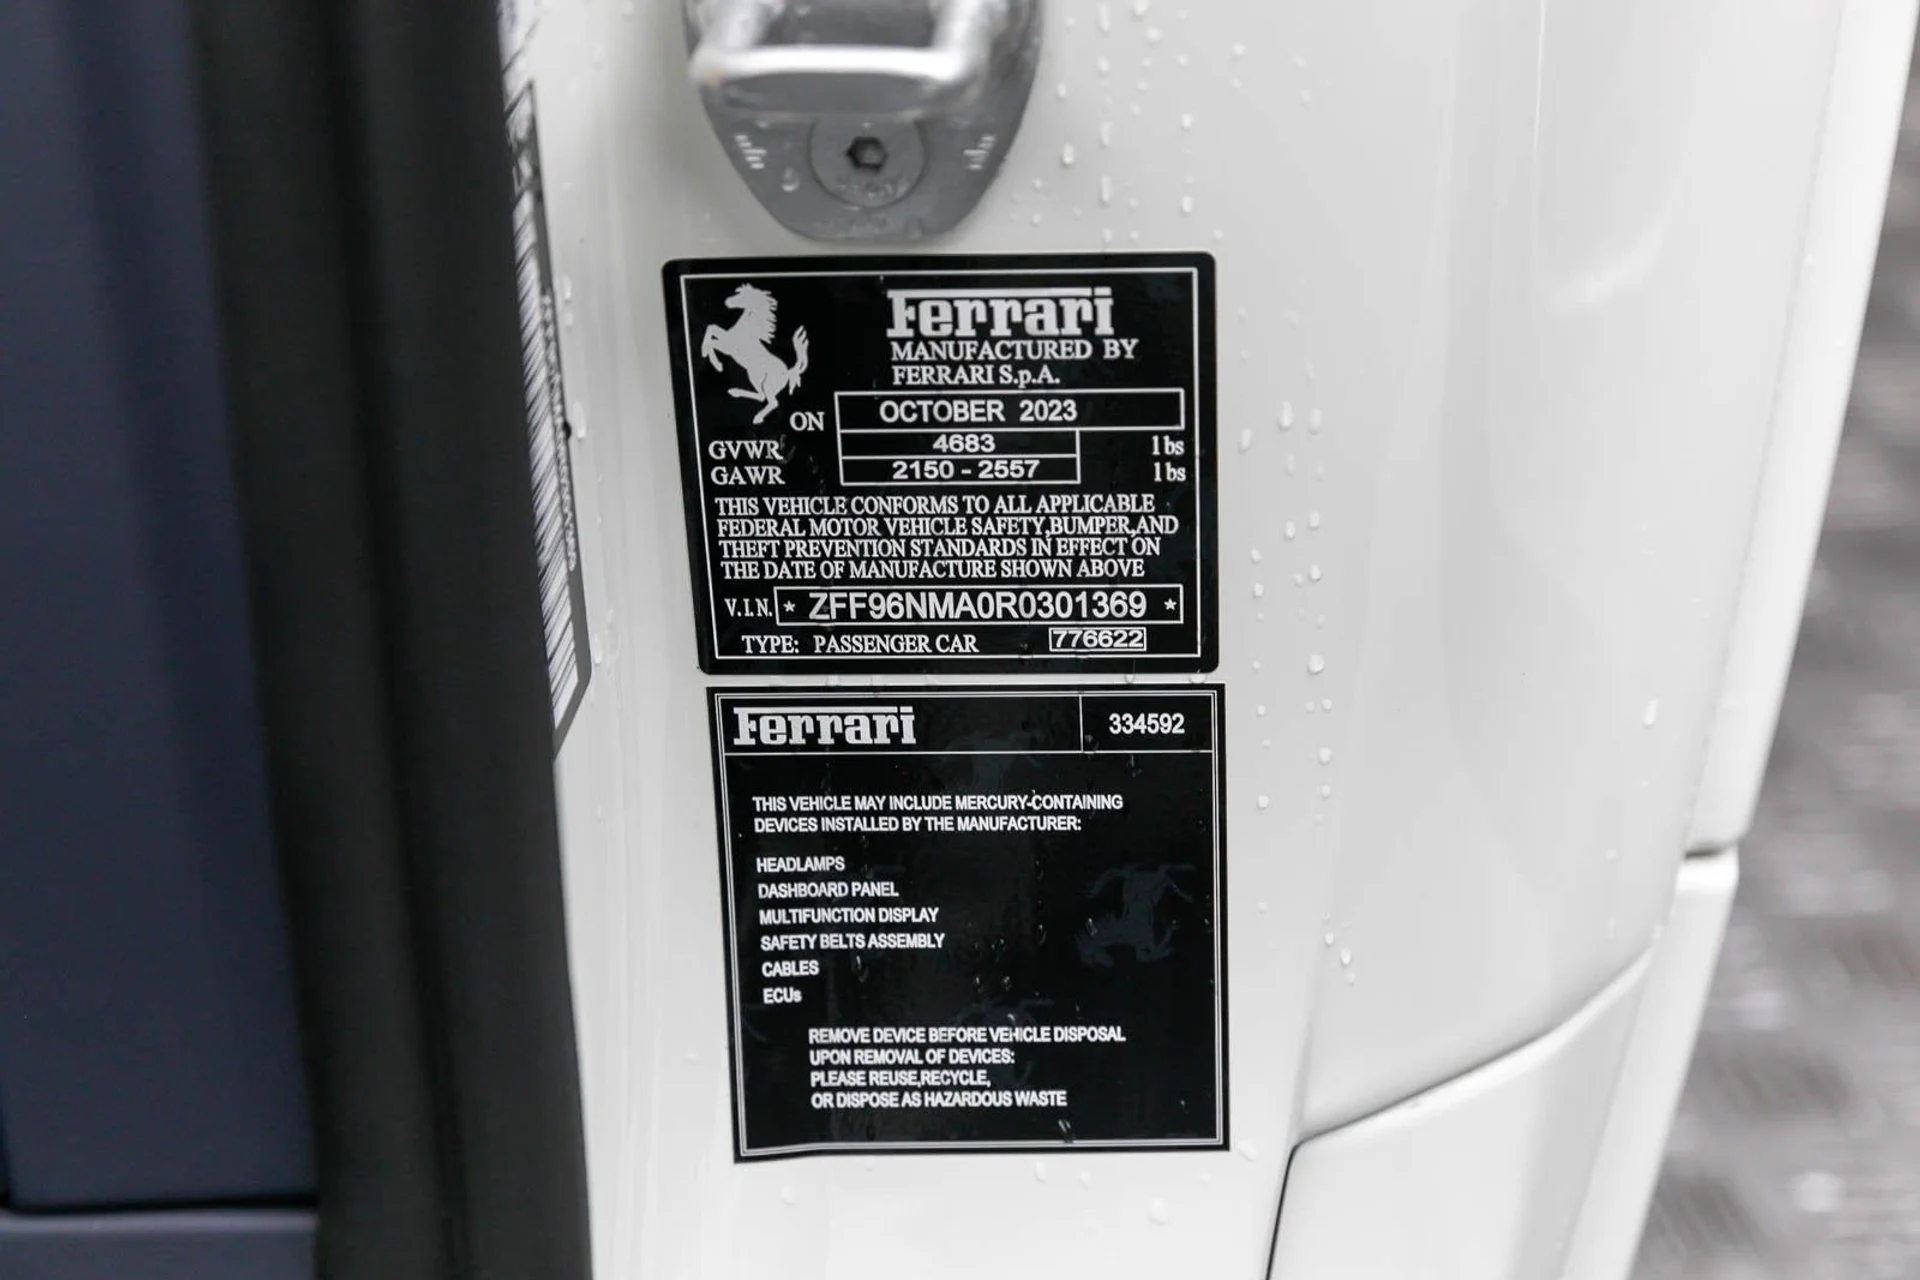 Ferrari
MANUFACTURED BY
FERRARI S.p.A.
ON OCTOBER 2023
GVWR 4683 lbs
GAWR 2150 - 2557 lbs
THIS VEHICLE CONFORMS TO ALL APPLICABLE
FEDERAL MOTOR VEHICLE SAFETY,BUMPER,AND
THEFT PREVENTION STANDARDS IN EFFECT ON
THE DATE OF MANUFACTURE SHOWN ABOVE
V.I.N. * ZFF96NMA0R0301369 *
TYPE: PASSENGER CAR 776622
Ferrari 334592
THIS VEHICLE MAY INCLUDE MERCURY-CONTAINING
DEVICES INSTALLED BY THE MANUFACTURER:
HEADLAMPS
DASHBOARD PANEL
MULTIFUNCTION DISPLAY
SAFETY BELTS ASSEMBLY
CABLES
ECUs
REMOVE DEVICE BEFORE VEHICLE DISPOSAL
UPON REMOVAL OF DEVICES:
PLEASE REUSE,RECYCLE,
OR DISPOSE AS HAZARDOUS WASTE